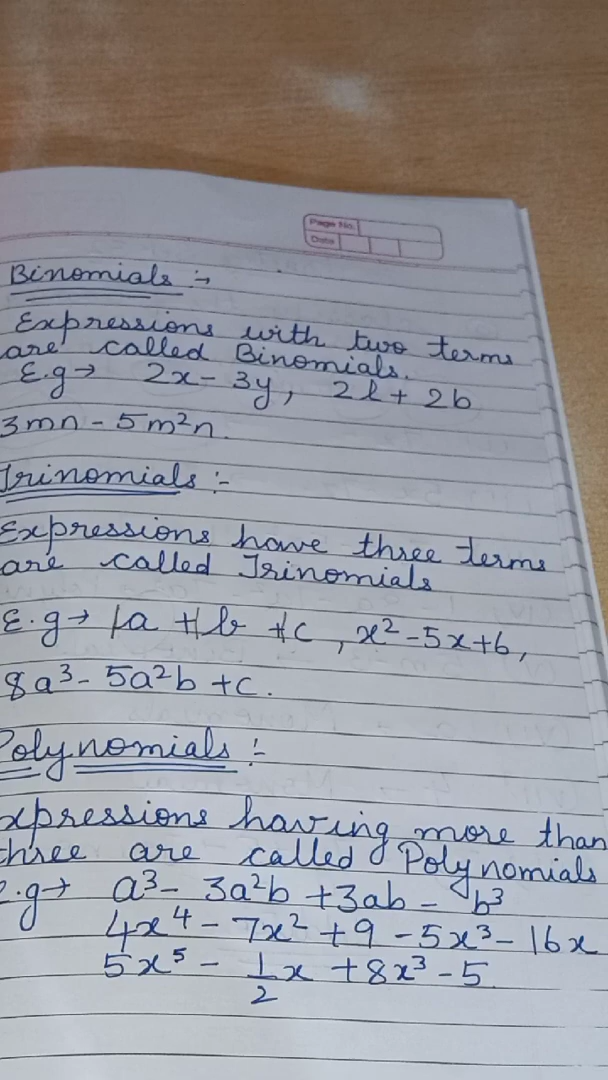 Page No.
Date
Binomials :→
Expressions with two terms
are called Binomials.
E.g → 2x - 3y, 2l + 2b
3mn - 5m²n.
Trinomials :-
Expressions have three terms
are called Trinomials
E.g → 1a + 1b + c, x² - 5x + 6,
8a³ - 5a²b + c.
Polynomials :-
xpressions having more than
three are called Polynomials
e.g → a³ - 3a²b + 3ab - b³
4x⁴ - 7x² + 9 - 5x³ - 16x
5x⁵ - 1/2 x + 8x³ - 5